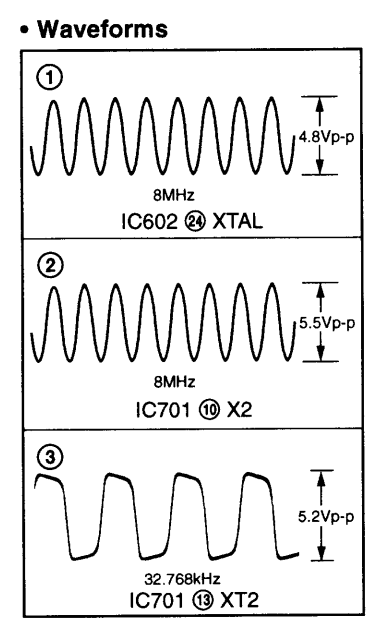 • Waveforms
①
4.8Vp-p
8MHz
IC602 ㉔ XTAL
②
5.5Vp-p
8MHz
IC701 ⑩ X2
③
5.2Vp-p
32.768kHz
IC701 ⑬ XT2